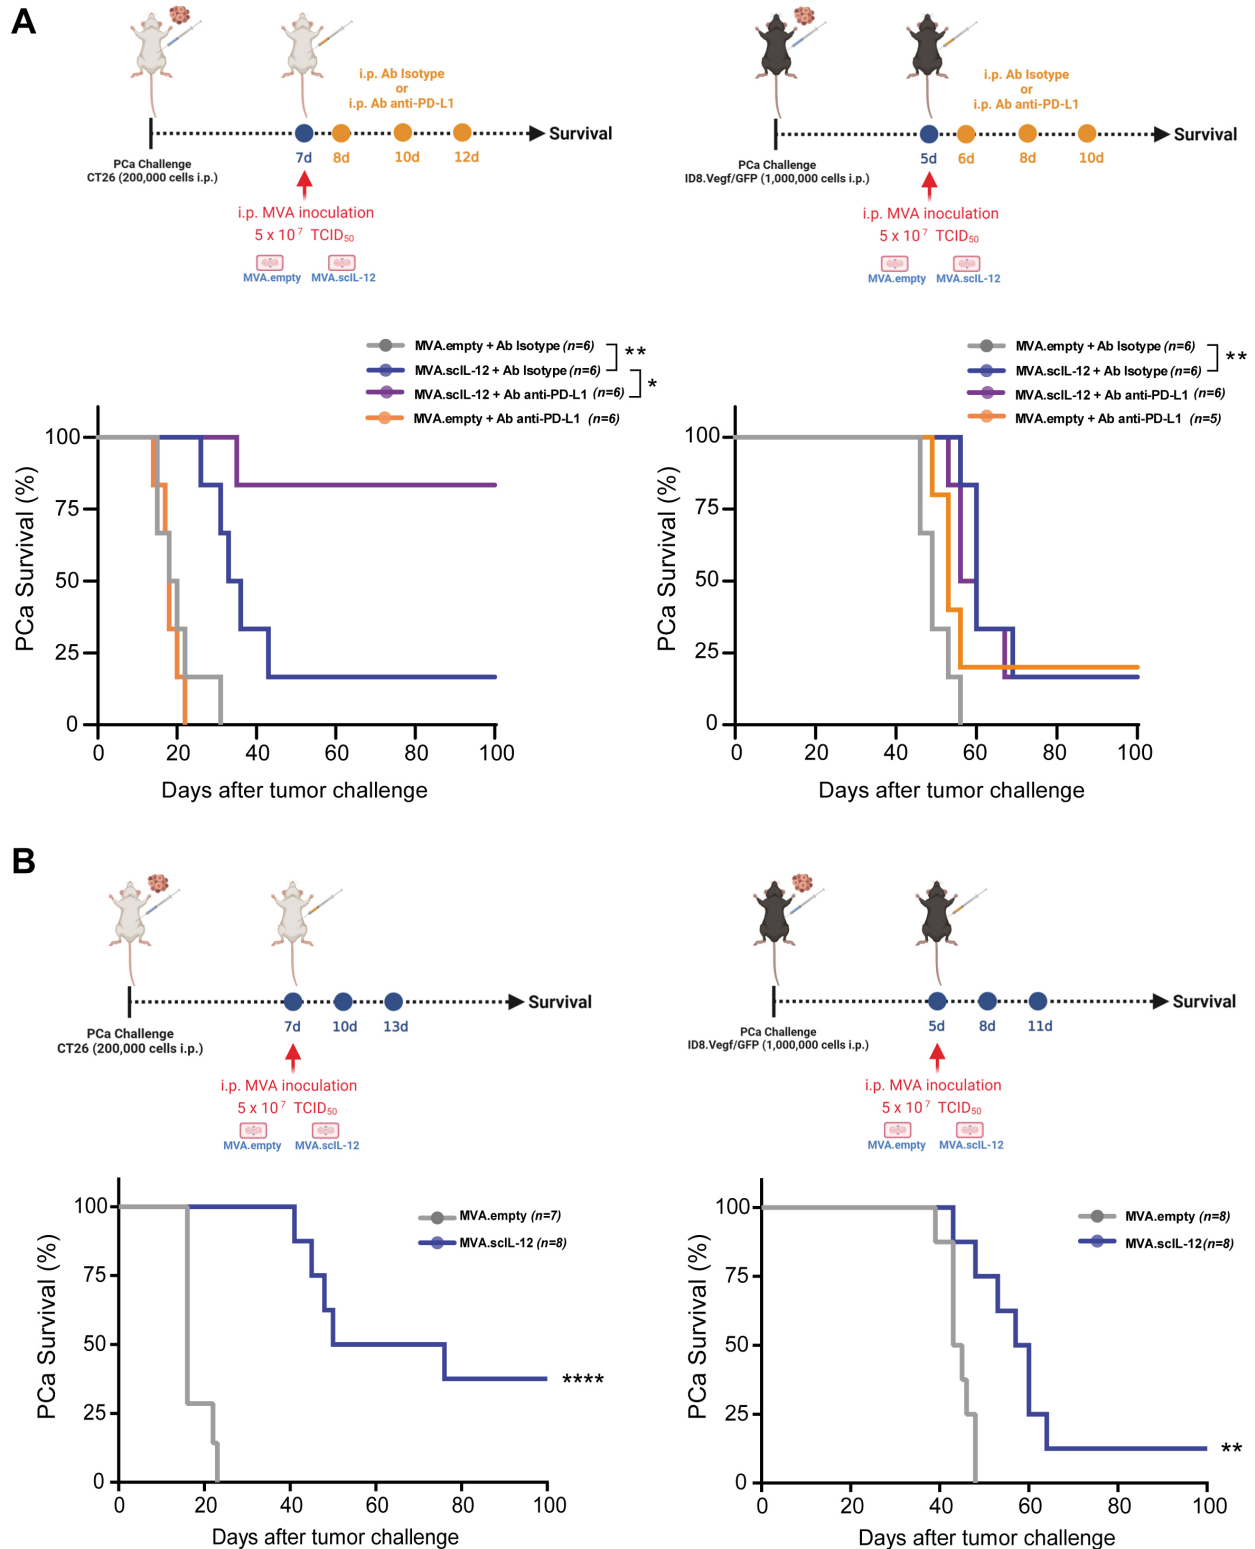 A
i.p. Ab Isotype
or
i.p. Ab anti-PD-L1
Survival
7d
8d
10d
12d
PCa Challenge
CT26 (200,000 cells i.p.)
i.p. MVA inoculation
5 x 10⁷ TCID₅₀
MVA.empty
MVA.scIL-12
i.p. Ab Isotype
or
i.p. Ab anti-PD-L1
Survival
5d
6d
8d
10d
PCa Challenge
ID8.Vegf/GFP (1,000,000 cells i.p.)
i.p. MVA inoculation
5 x 10⁷ TCID₅₀
MVA.empty
MVA.scIL-12
MVA.empty + Ab Isotype (n=6)
**
MVA.scIL-12 + Ab Isotype (n=6)
*
MVA.scIL-12 + Ab anti-PD-L1 (n=6)
MVA.empty + Ab anti-PD-L1 (n=6)
PCa Survival (%)
100
75
50
25
0
0 20 40 60 80 100
Days after tumor challenge
MVA.empty + Ab Isotype (n=6)
**
MVA.scIL-12 + Ab Isotype (n=6)
MVA.scIL-12 + Ab anti-PD-L1 (n=6)
MVA.empty + Ab anti-PD-L1 (n=5)
PCa Survival (%)
100
75
50
25
0
0 20 40 60 80 100
Days after tumor challenge
B
Survival
7d
10d
13d
PCa Challenge
CT26 (200,000 cells i.p.)
i.p. MVA inoculation
5 x 10⁷ TCID₅₀
MVA.empty
MVA.scIL-12
Survival
5d
8d
11d
PCa Challenge
ID8.Vegf/GFP (1,000,000 cells i.p.)
i.p. MVA inoculation
5 x 10⁷ TCID₅₀
MVA.empty
MVA.scIL-12
MVA.empty (n=7)
MVA.scIL-12 (n=8)
PCa Survival (%)
100
75
50
25
0
****
0 20 40 60 80 100
Days after tumor challenge
MVA.empty (n=8)
MVA.scIL-12 (n=8)
PCa Survival (%)
100
75
50
25
0
**
0 20 40 60 80 100
Days after tumor challenge